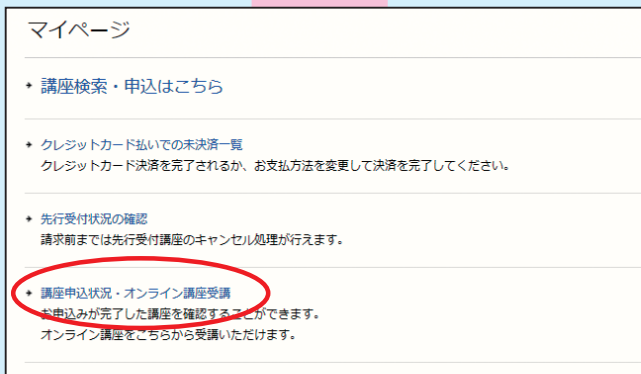 マイページ
講座検索・申込はこちら
クレジットカード払いでの未決済一覧
クレジットカード決済を完了されるか、お支払方法を変更して決済を完了してください。
先行受付状況の確認
請求前までは先行受付講座のキャンセル処理が行えます。
講座申込状況・オンライン講座受講
お申込みが完了した講座を確認することができます。
オンライン講座をこちらから受講いただけます。